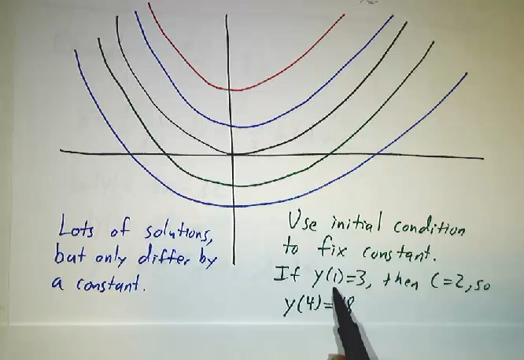 Lots of solutions,
but only differ by
a constant.
Use initial condition
to fix constant.
If y(1)=3, then C=2, so
y(4)=18